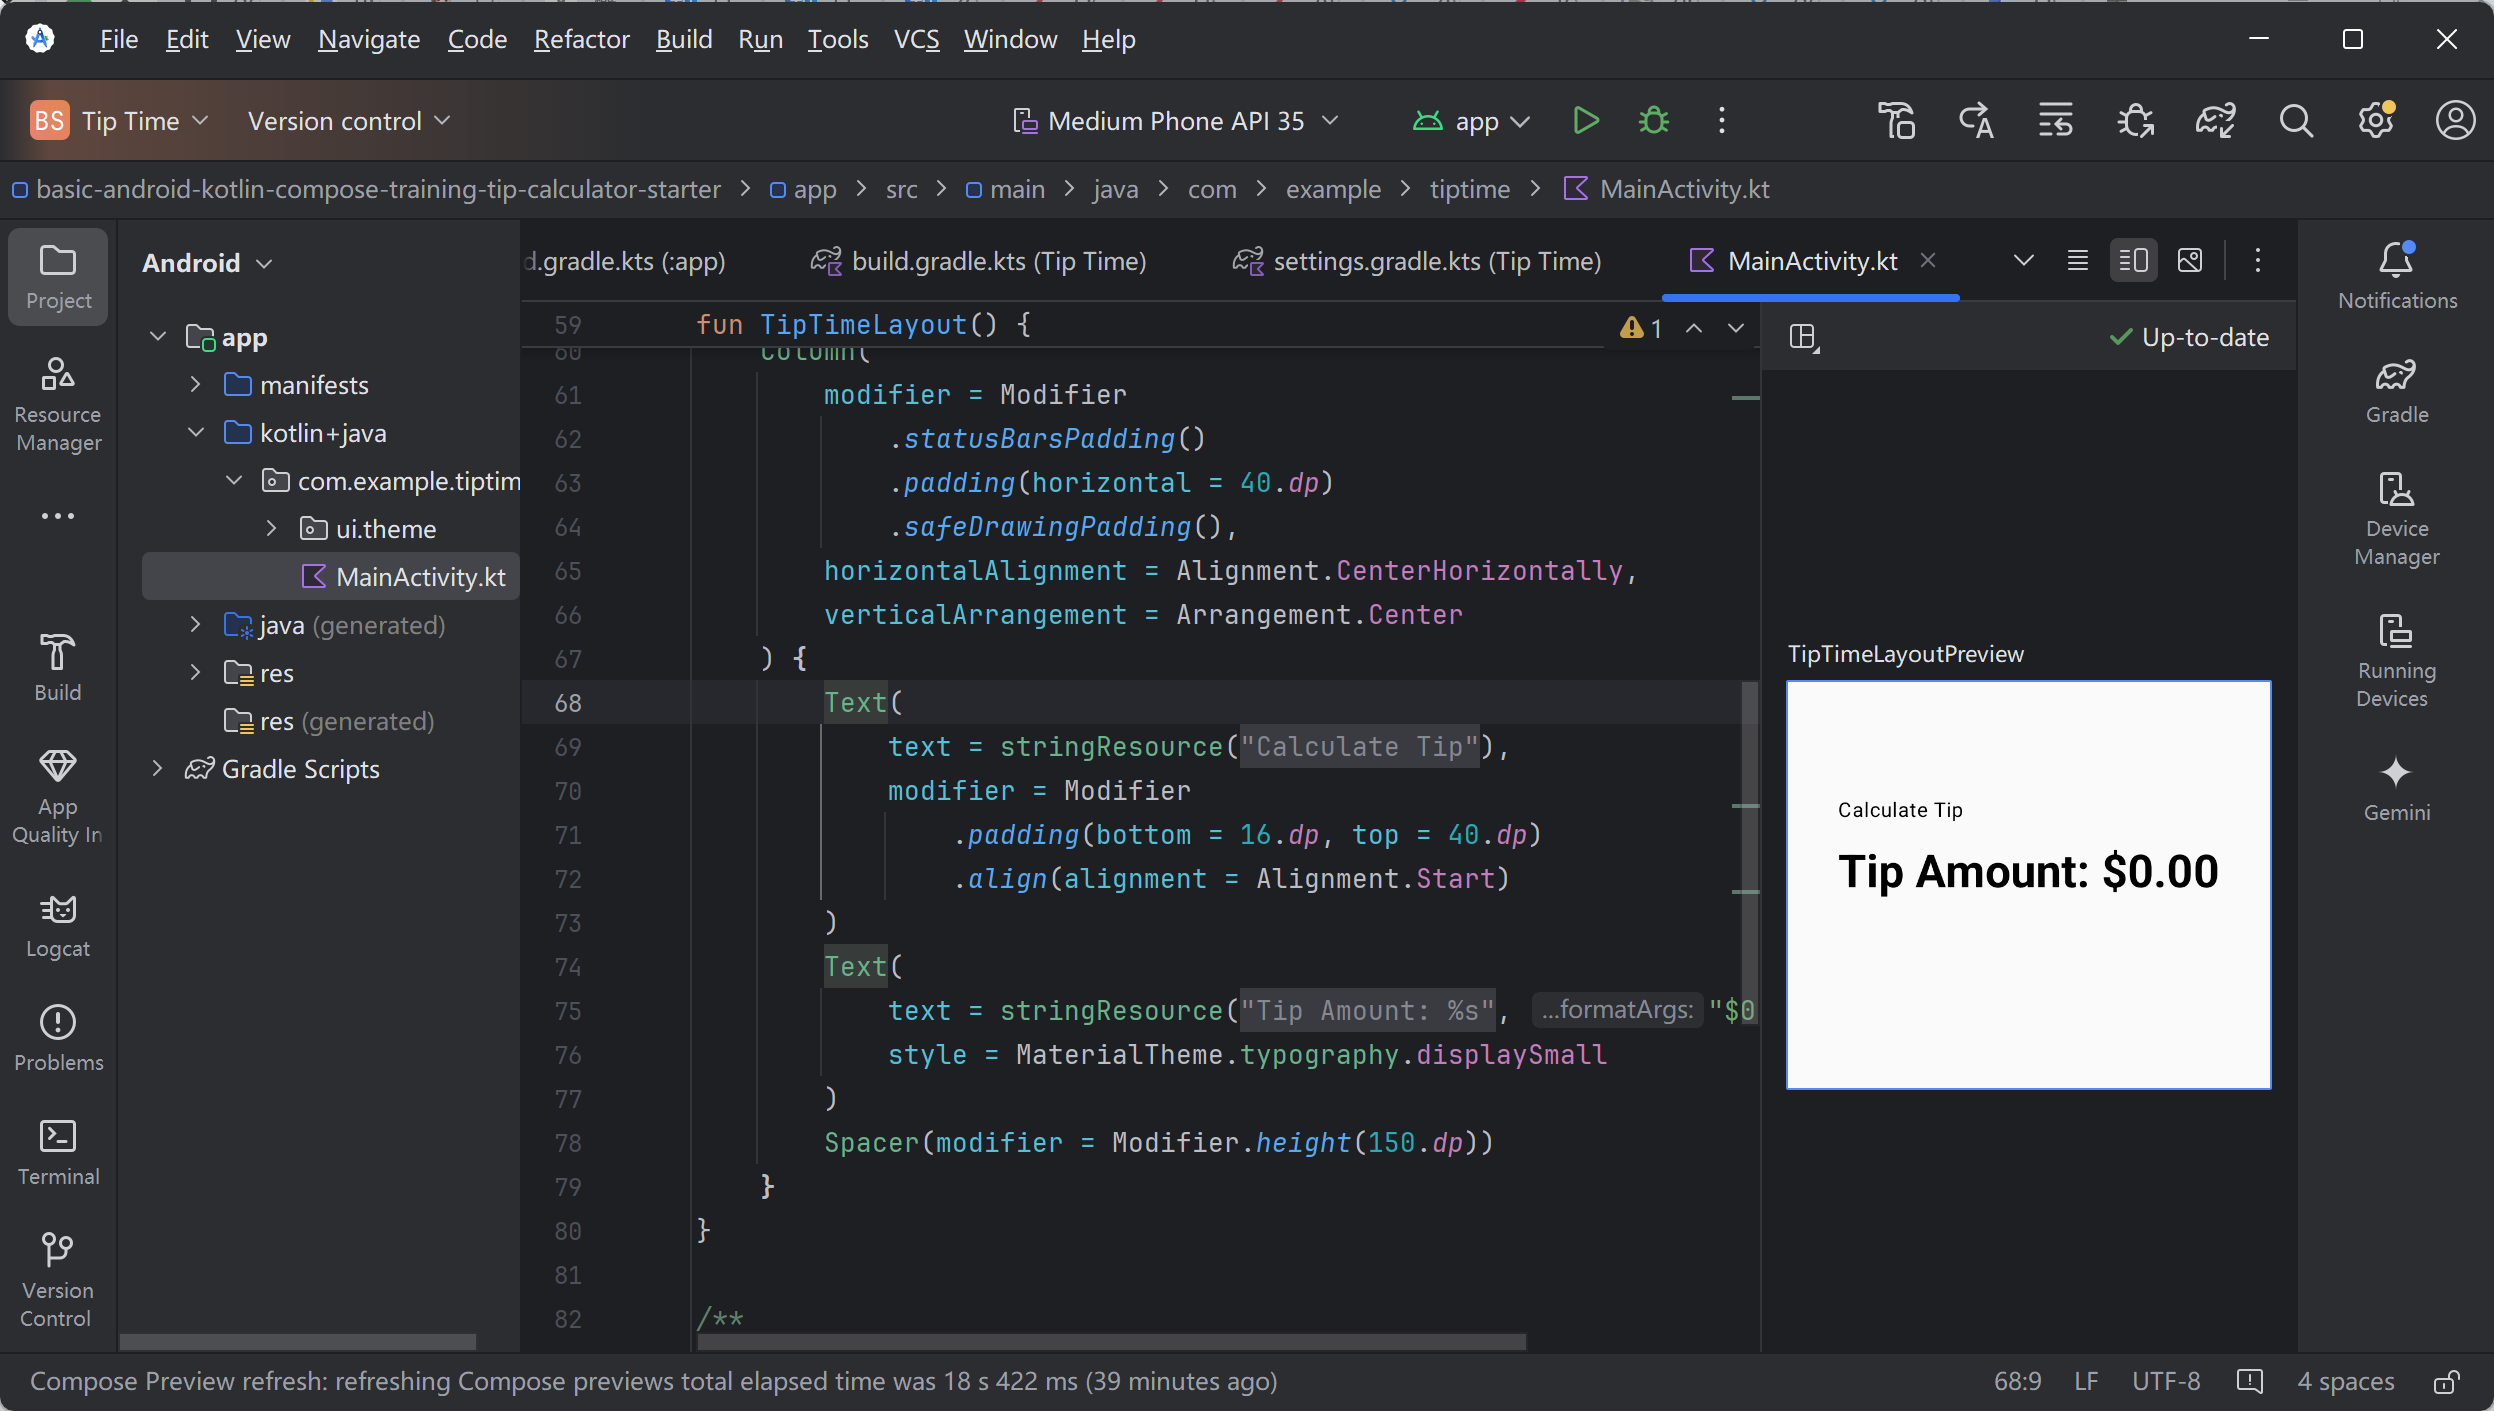 File Edit View Navigate Code Refactor Build Run Tools VCS Window Help
BS Tip Time Version control Medium Phone API 35 app
basic-android-kotlin-compose-training-tip-calculator-starter app src main java com example tiptime MainActivity.kt
Project
Resource
Manager
Build
App
Quality In
Logcat
Problems
Terminal
Version
Control
Android
app
manifests
kotlin+java
com.example.tiptim
ui.theme
MainActivity.kt
java (generated)
res
res (generated)
Gradle Scripts
d.gradle.kts (:app) build.gradle.kts (Tip Time) settings.gradle.kts (Tip Time) MainActivity.kt
59 fun TipTimeLayout() { 1
60 Column(
61 modifier = Modifier
62 .statusBarsPadding()
63 .padding(horizontal = 40.dp)
64 .safeDrawingPadding(),
65 horizontalAlignment = Alignment.CenterHorizontally,
66 verticalArrangement = Arrangement.Center
67 ) {
68 Text(
69 text = stringResource("Calculate Tip"),
70 modifier = Modifier
71 .padding(bottom = 16.dp, top = 40.dp)
72 .align(alignment = Alignment.Start)
73 )
74 Text(
75 text = stringResource("Tip Amount: %s", ...formatArgs: "$0
76 style = MaterialTheme.typography.displaySmall
77 )
78 Spacer(modifier = Modifier.height(150.dp))
79 }
80 }
81
82 /**
Up-to-date
TipTimeLayoutPreview
Calculate Tip
Tip Amount: $0.00
Notifications
Gradle
Device
Manager
Running
Devices
Gemini
Compose Preview refresh: refreshing Compose previews total elapsed time was 18 s 422 ms (39 minutes ago) 68:9 LF UTF-8 4 spaces